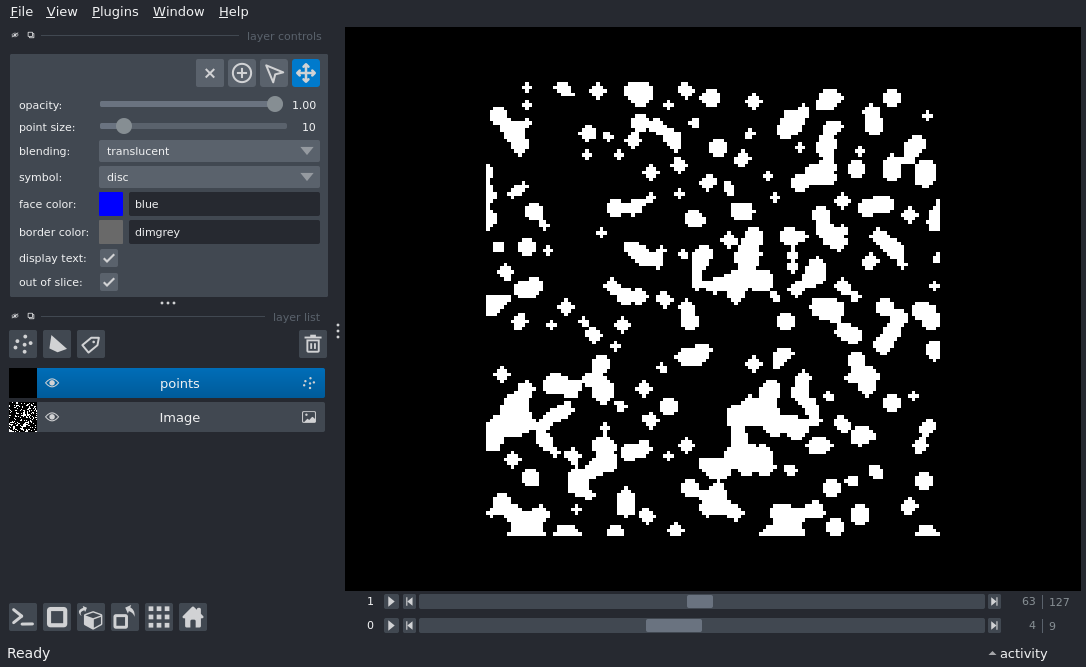 File View Plugins Window Help
layer controls
opacity: 1.00
point size: 10
blending: translucent
symbol: disc
face color: blue
border color: dimgrey
display text:
out of slice:
layer list
points
Image
1 63 127
0 4 9
Ready activity